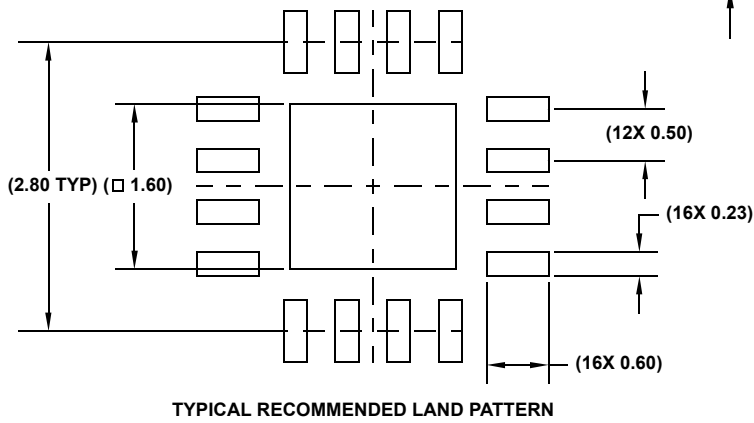 (12X 0.50)
(2.80 TYP) (□ 1.60)
(16X 0.23)
(16X 0.60)
TYPICAL RECOMMENDED LAND PATTERN